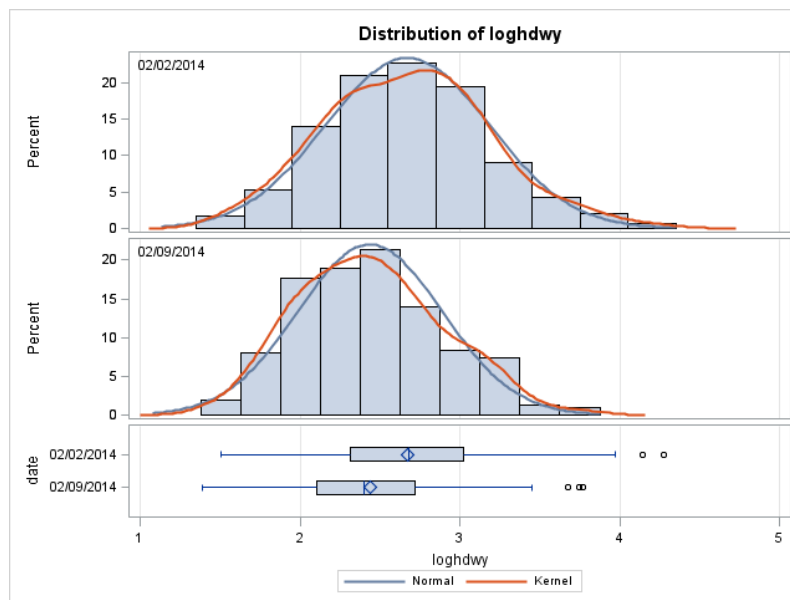 Distribution of loghdwy
02/02/2014
20
15
10
5
0
Percent
02/09/2014
20
15
10
5
0
Percent
02/02/2014
02/09/2014
date
1 2 3 4 5
loghdwy
Normal Kernel